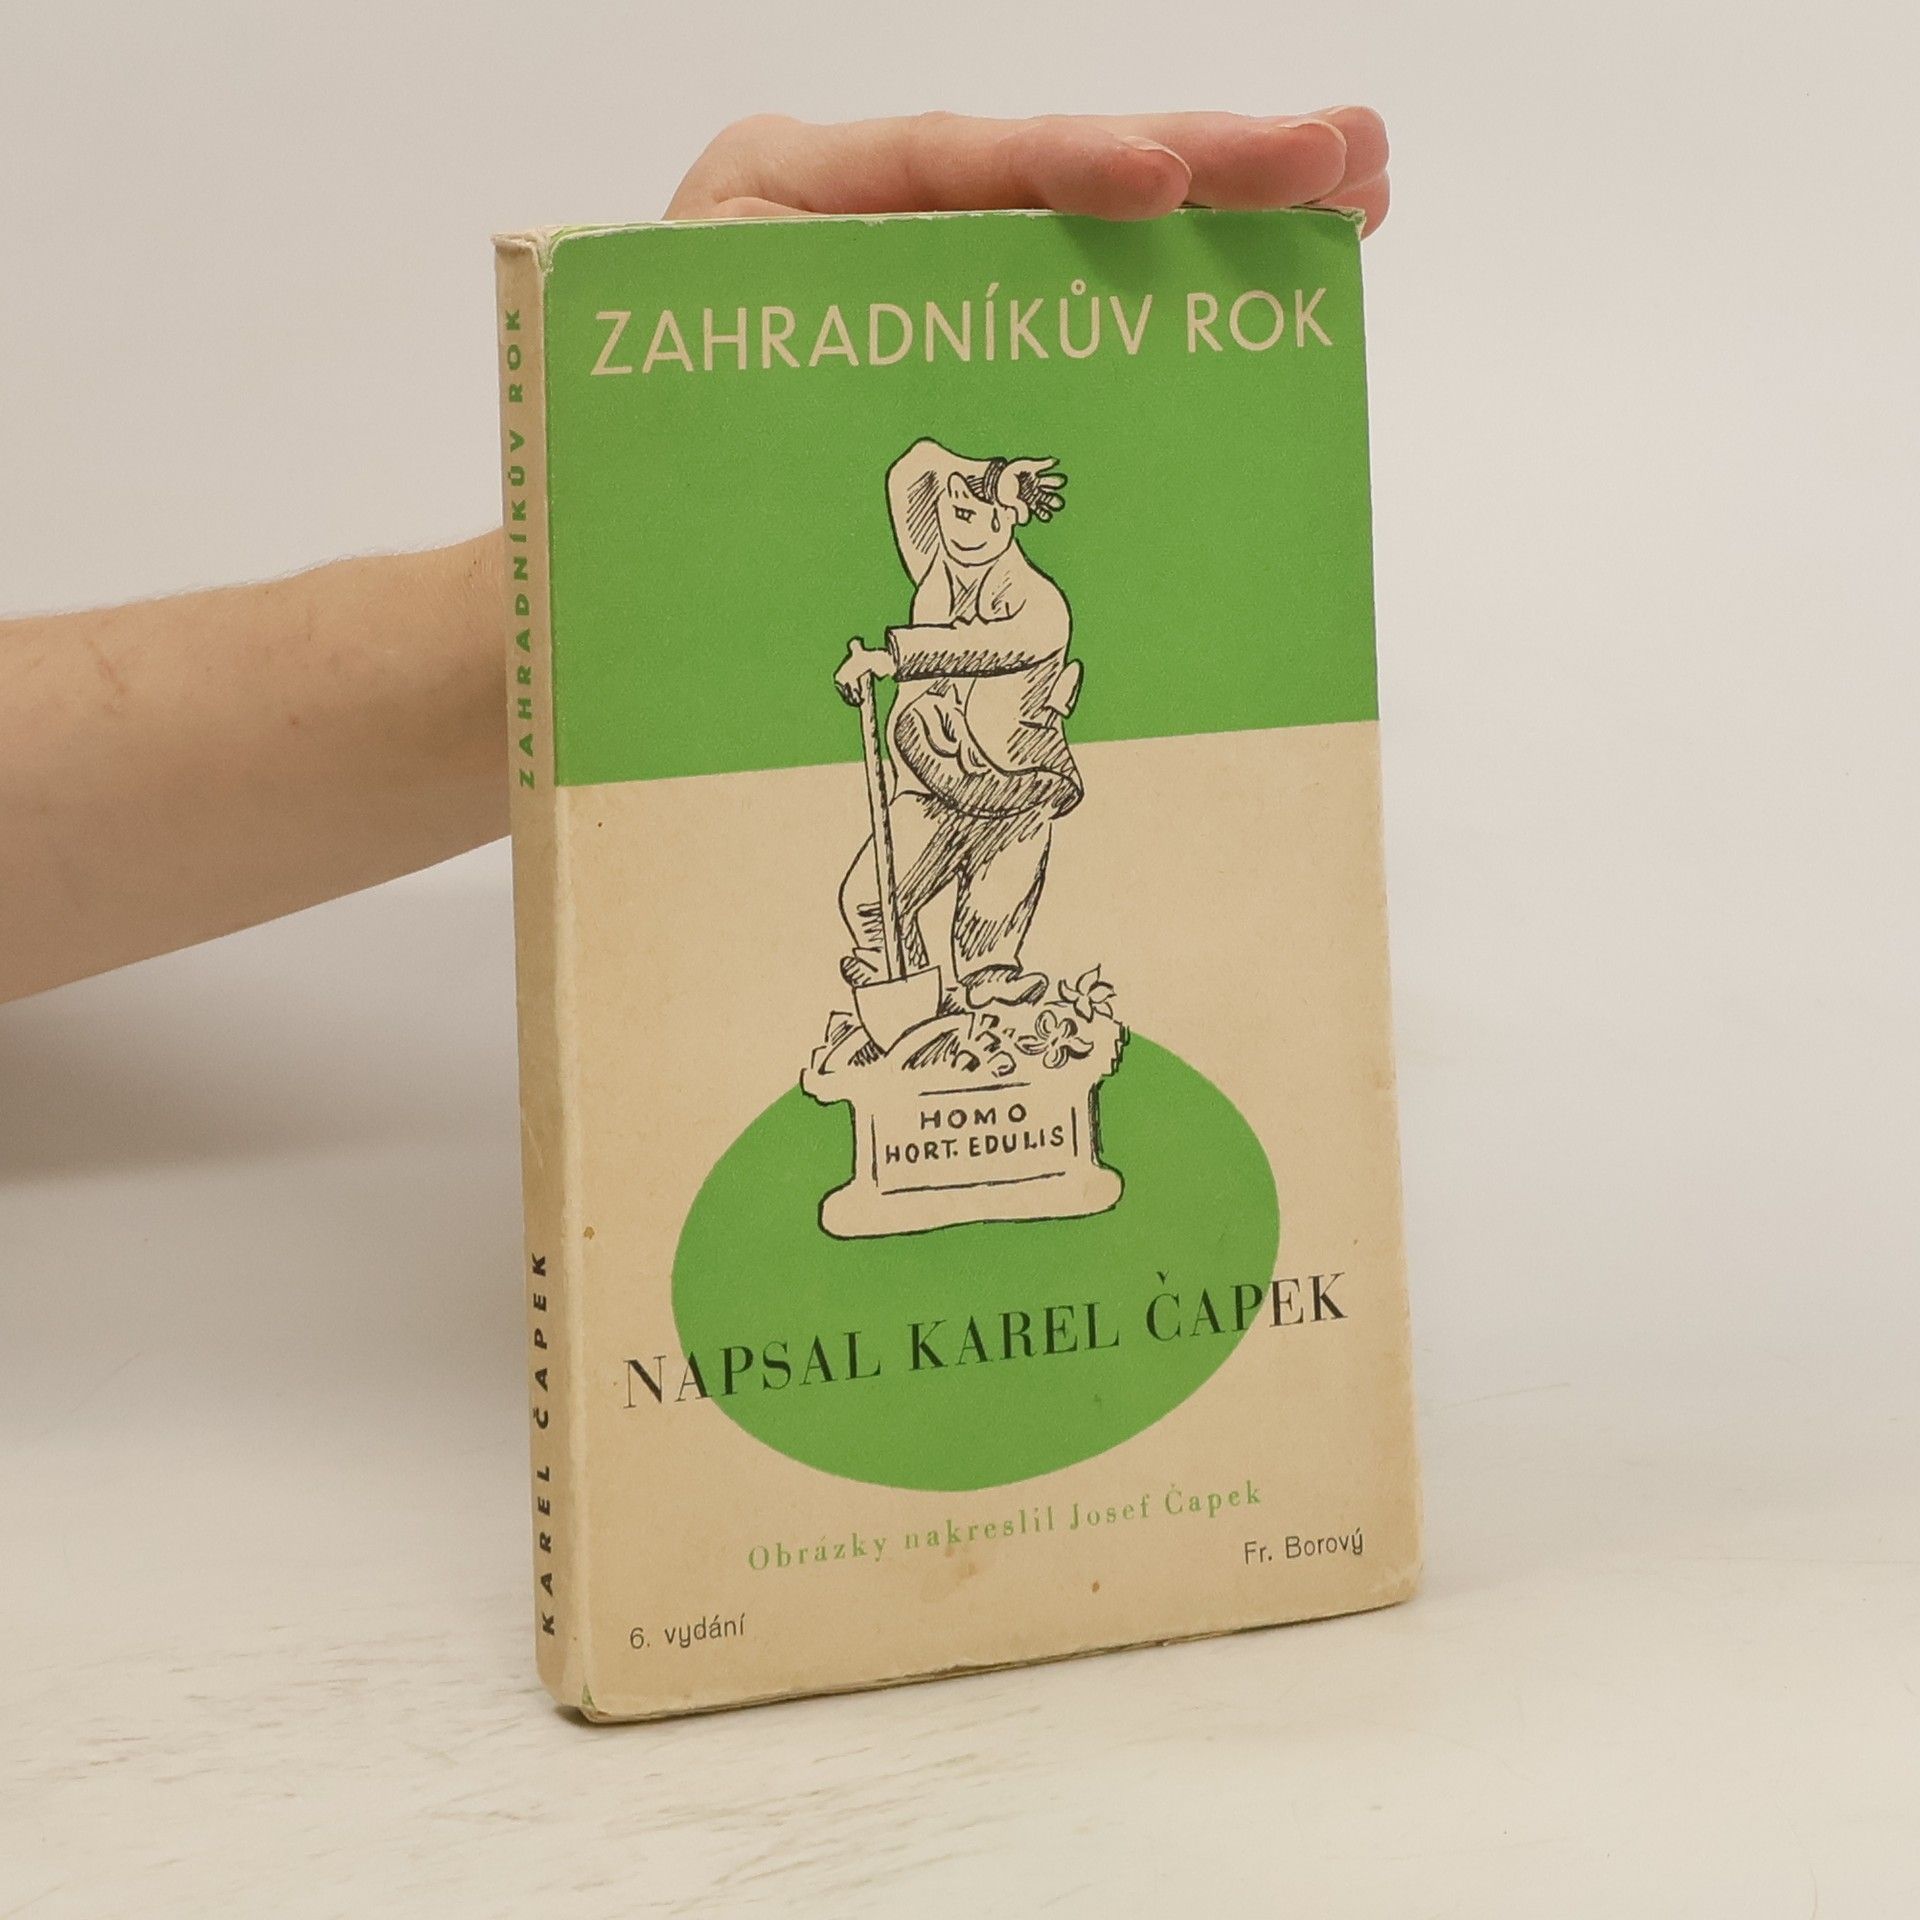 ZAHRADNÍKŮV ROK
KAREL ČAPEK
ZAHRADNÍKŮV ROK
HOMO
HORT. EDULIS
NAPSAL KAREL ČAPEK
Obrázky nakreslil Josef Čapek
Fr. Borový
6. vydání